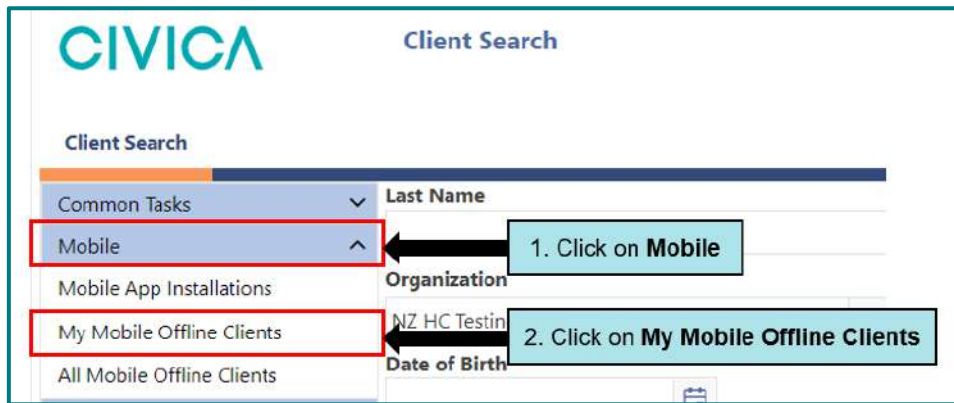 CIVICA
Client Search
Client Search
Common Tasks
Last Name
Mobile
1. Click on Mobile
Mobile App Installations
Organization
My Mobile Offline Clients
NZ HC Testin
2. Click on My Mobile Offline Clients
All Mobile Offline Clients
Date of Birth